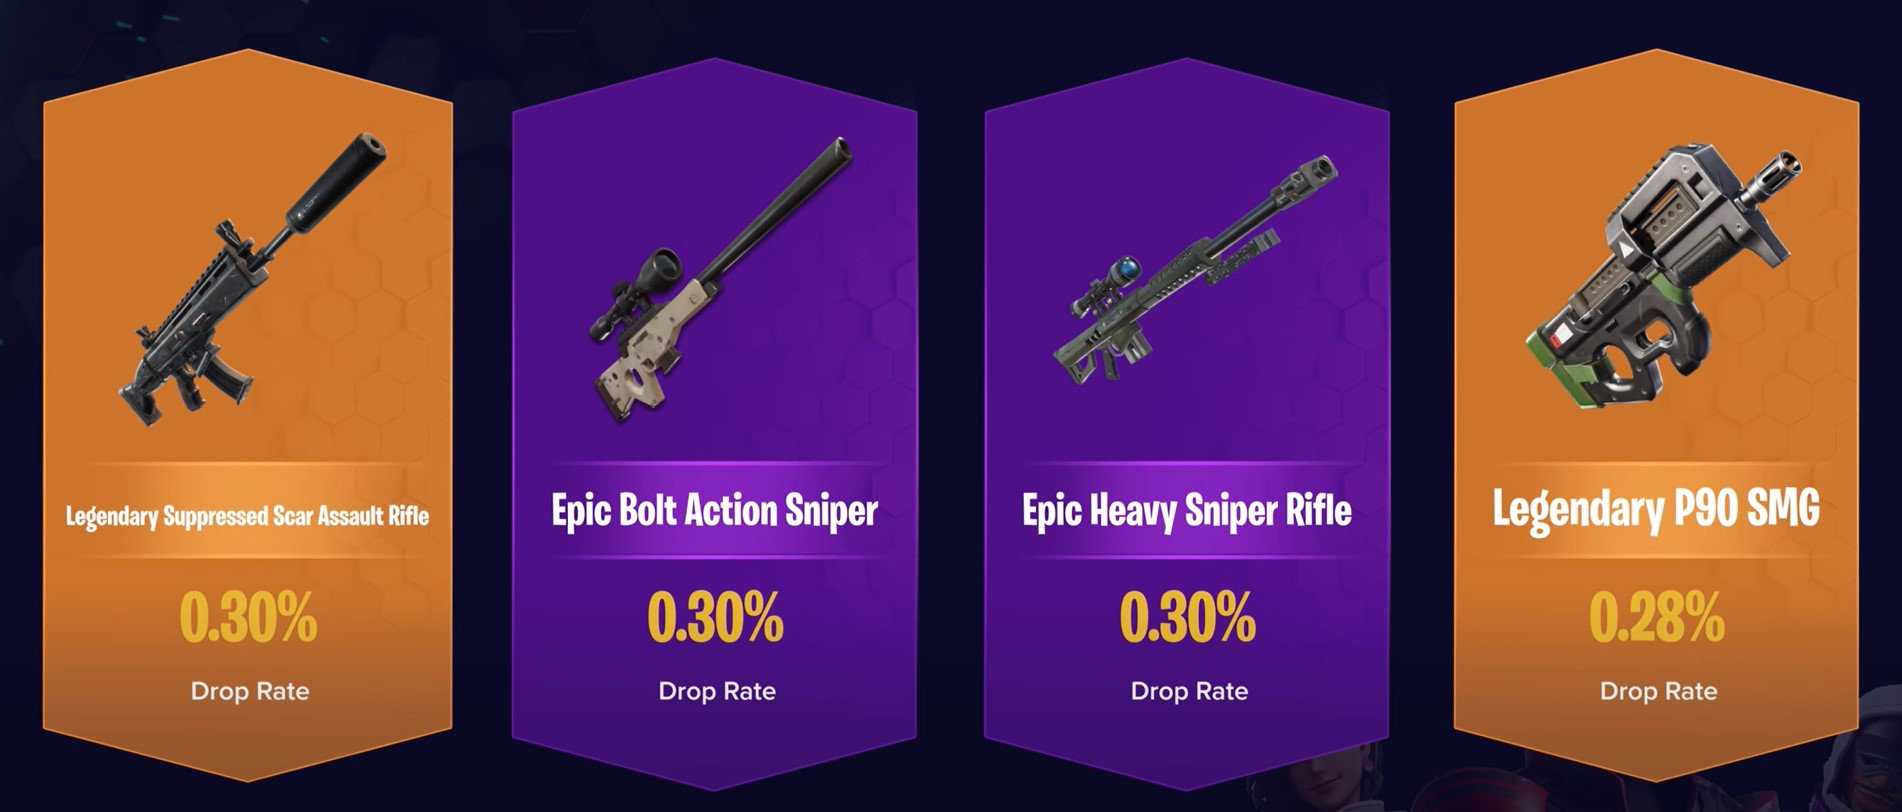 Legendary Suppressed Scar Assault Rifle
0.30%
Drop Rate
Epic Bolt Action Sniper
0.30%
Drop Rate
Epic Heavy Sniper Rifle
0.30%
Drop Rate
Legendary P90 SMG
0.28%
Drop Rate